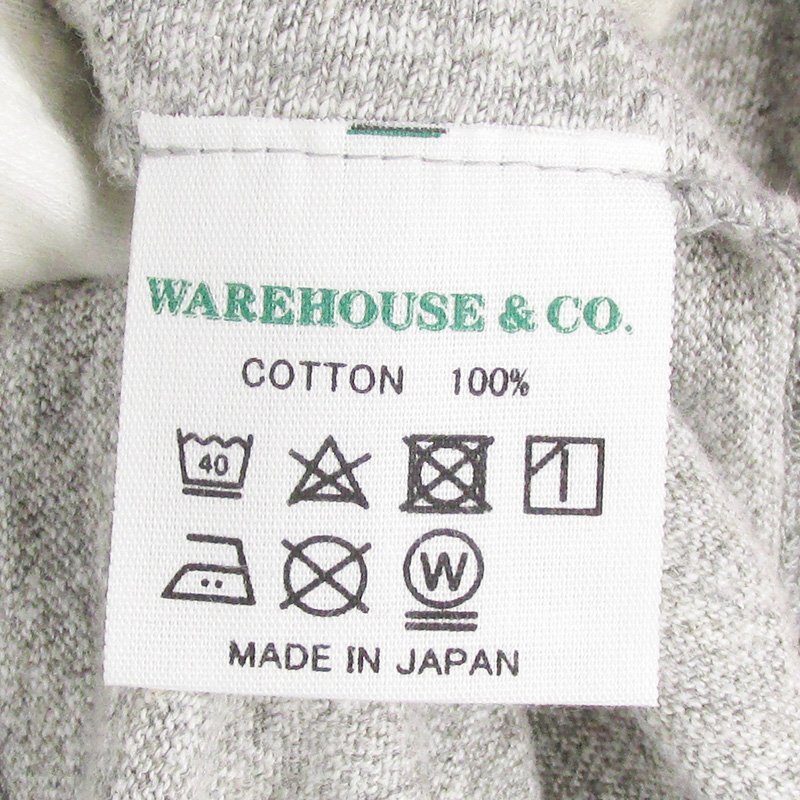 WAREHOUSE & CO.
COTTON 100%
40
W
MADE IN JAPAN